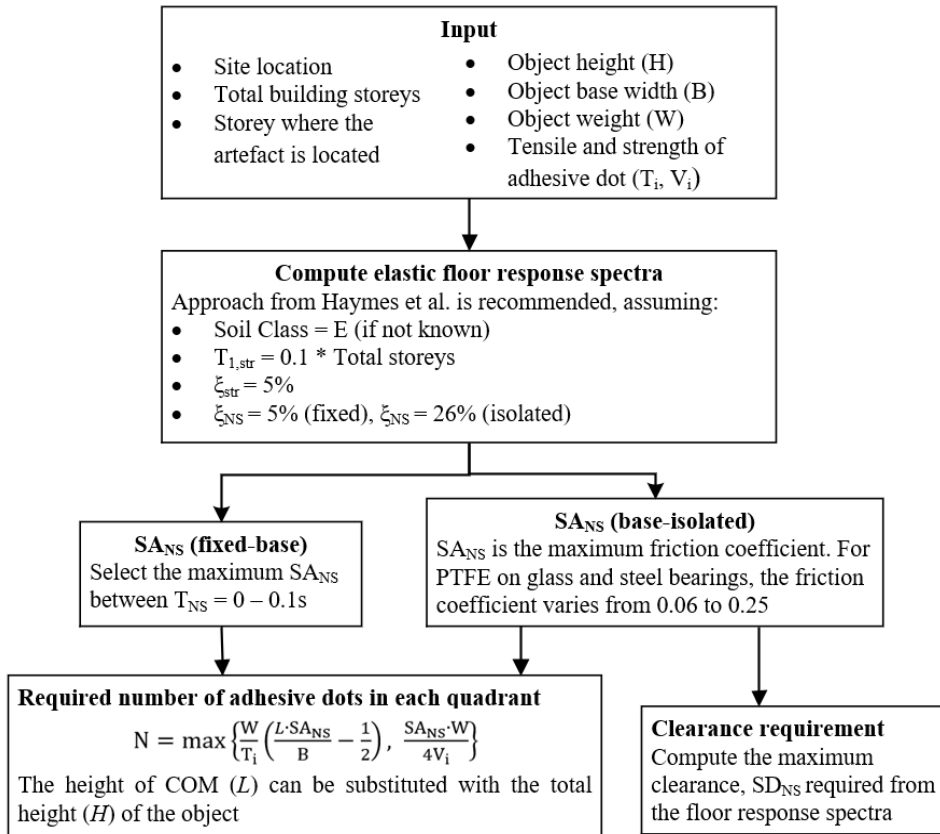 Input
• Site location
• Total building storeys
• Storey where the
artefact is located
• Object height (H)
• Object base width (B)
• Object weight (W)
• Tensile and strength of
adhesive dot (Tᵢ, Vᵢ)
Compute elastic floor response spectra
Approach from Haymes et al. is recommended, assuming:
• Soil Class = E (if not known)
• T₁,str = 0.1 * Total storeys
• ξstr = 5%
• ξNS = 5% (fixed), ξNS = 26% (isolated)
SANS (fixed-base)
Select the maximum SANS
between TNS = 0 – 0.1s
SANS (base-isolated)
SANS is the maximum friction coefficient. For
PTFE on glass and steel bearings, the friction
coefficient varies from 0.06 to 0.25
Required number of adhesive dots in each quadrant
N = max{W/Tᵢ (L·SANS/B − 1/2), SANS·W/4Vᵢ}
The height of COM (L) can be substituted with the total
height (H) of the object
Clearance requirement
Compute the maximum
clearance, SDNS required from
the floor response spectra